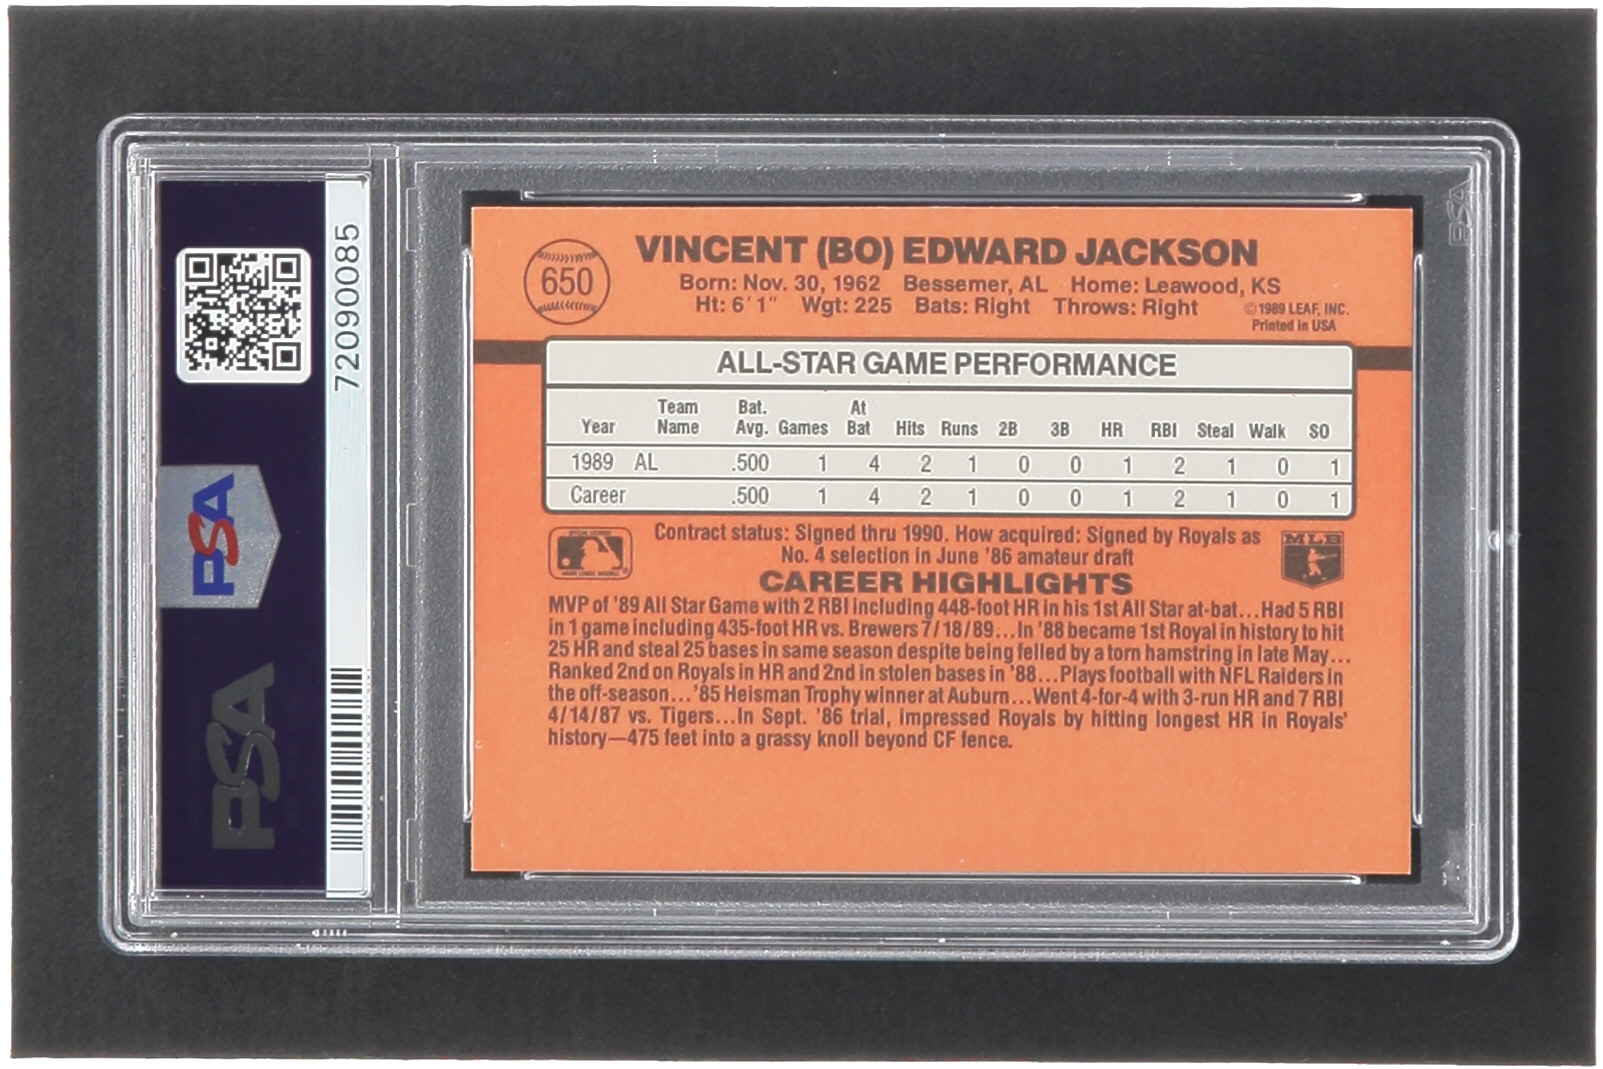 72090085
PSA
PSA
PSA
650
VINCENT (BO) EDWARD JACKSON
Born: Nov. 30, 1962 Bessemer, AL Home: Leawood, KS
Ht: 6' 1" Wgt: 225 Bats: Right Throws: Right
©1989 LEAF, INC.
Printed in USA
ALL-STAR GAME PERFORMANCE
Year Team Name Bat. Avg. Games At Bat Hits Runs 2B 3B HR RBI Steal Walk SO
1989 AL .500 1 4 2 1 0 0 1 2 1 0 1
Career .500 1 4 2 1 0 0 1 2 1 0 1
Contract status: Signed thru 1990. How acquired: Signed by Royals as
No. 4 selection in June '86 amateur draft
MLB
CAREER HIGHLIGHTS
MVP of '89 All Star Game with 2 RBI including 448-foot HR in his 1st All Star at-bat...Had 5 RBI
in 1 game including 435-foot HR vs. Brewers 7/18/89...In '88 became 1st Royal in history to hit
25 HR and steal 25 bases in same season despite being felled by a torn hamstring in late May...
Ranked 2nd on Royals in HR and 2nd in stolen bases in '88...Plays football with NFL Raiders in
the off-season...'85 Heisman Trophy winner at Auburn...Went 4-for-4 with 3-run HR and 7 RBI
4/14/87 vs. Tigers...In Sept. '86 trial, impressed Royals by hitting longest HR in Royals'
history—475 feet into a grassy knoll beyond CF fence.